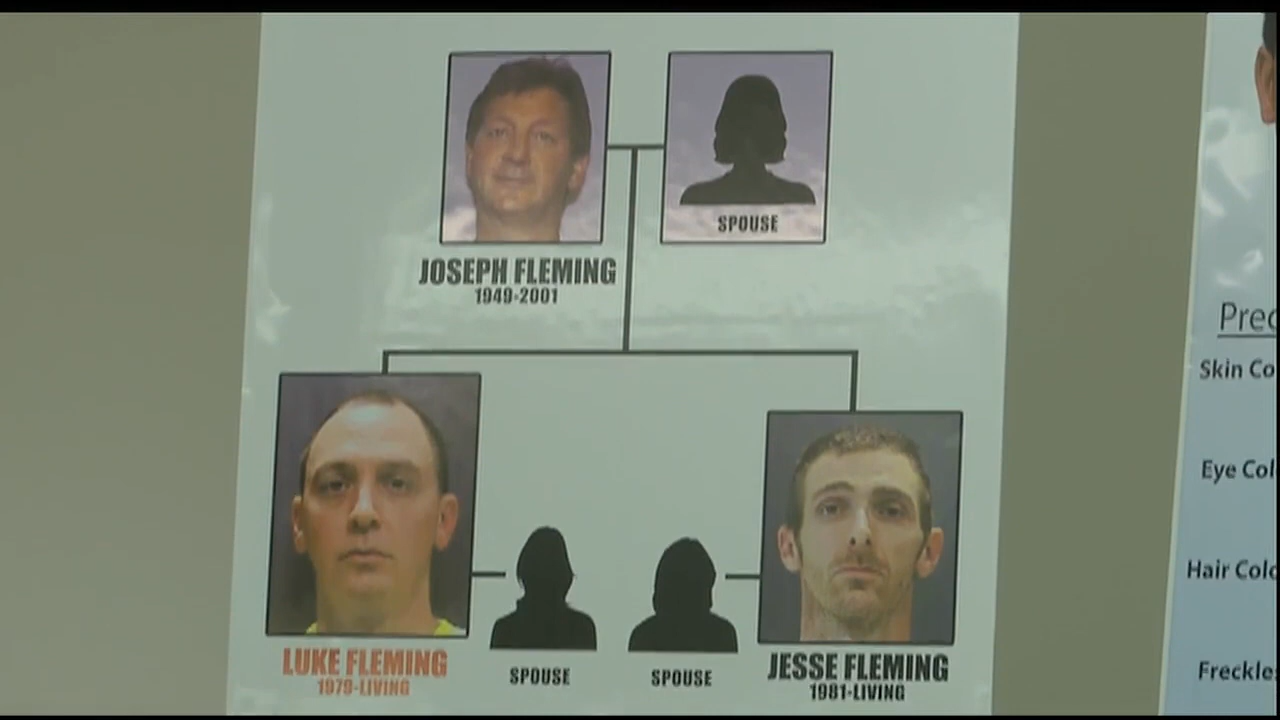 SPOUSE
JOSEPH FLEMING
1949-2001
LUKE FLEMING
1979-LIVING
SPOUSE
SPOUSE
JESSE FLEMING
1981-LIVING
Skin Co
Eye Col
Hair Colo
Freckle